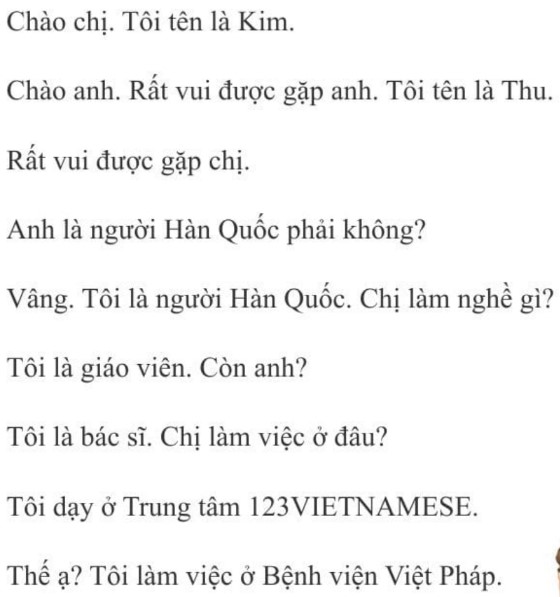 Chào chị. Tôi tên là Kim.
Chào anh. Rất vui được gặp anh. Tôi tên là Thu.
Rất vui được gặp chị.
Anh là người Hàn Quốc phải không?
Vâng. Tôi là người Hàn Quốc. Chị làm nghề gì?
Tôi là giáo viên. Còn anh?
Tôi là bác sĩ. Chị làm việc ở đâu?
Tôi dạy ở Trung tâm 123VIETNAMESE.
Thế ạ? Tôi làm việc ở Bệnh viện Việt Pháp.